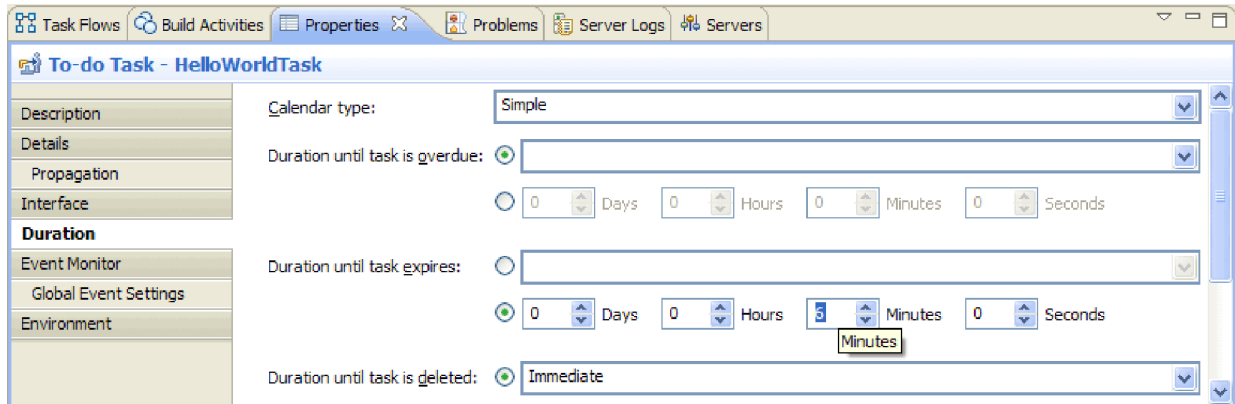 Task Flows Build Activities Properties Problems Server Logs Servers
To-do Task - HelloWorldTask
Description
Details
Propagation
Interface
Duration
Event Monitor
Global Event Settings
Environment
Calendar type: Simple
Duration until task is overdue:
0 Days 0 Hours 0 Minutes 0 Seconds
Duration until task expires:
0 Days 0 Hours 6 Minutes 0 Seconds
Minutes
Duration until task is deleted: Immediate